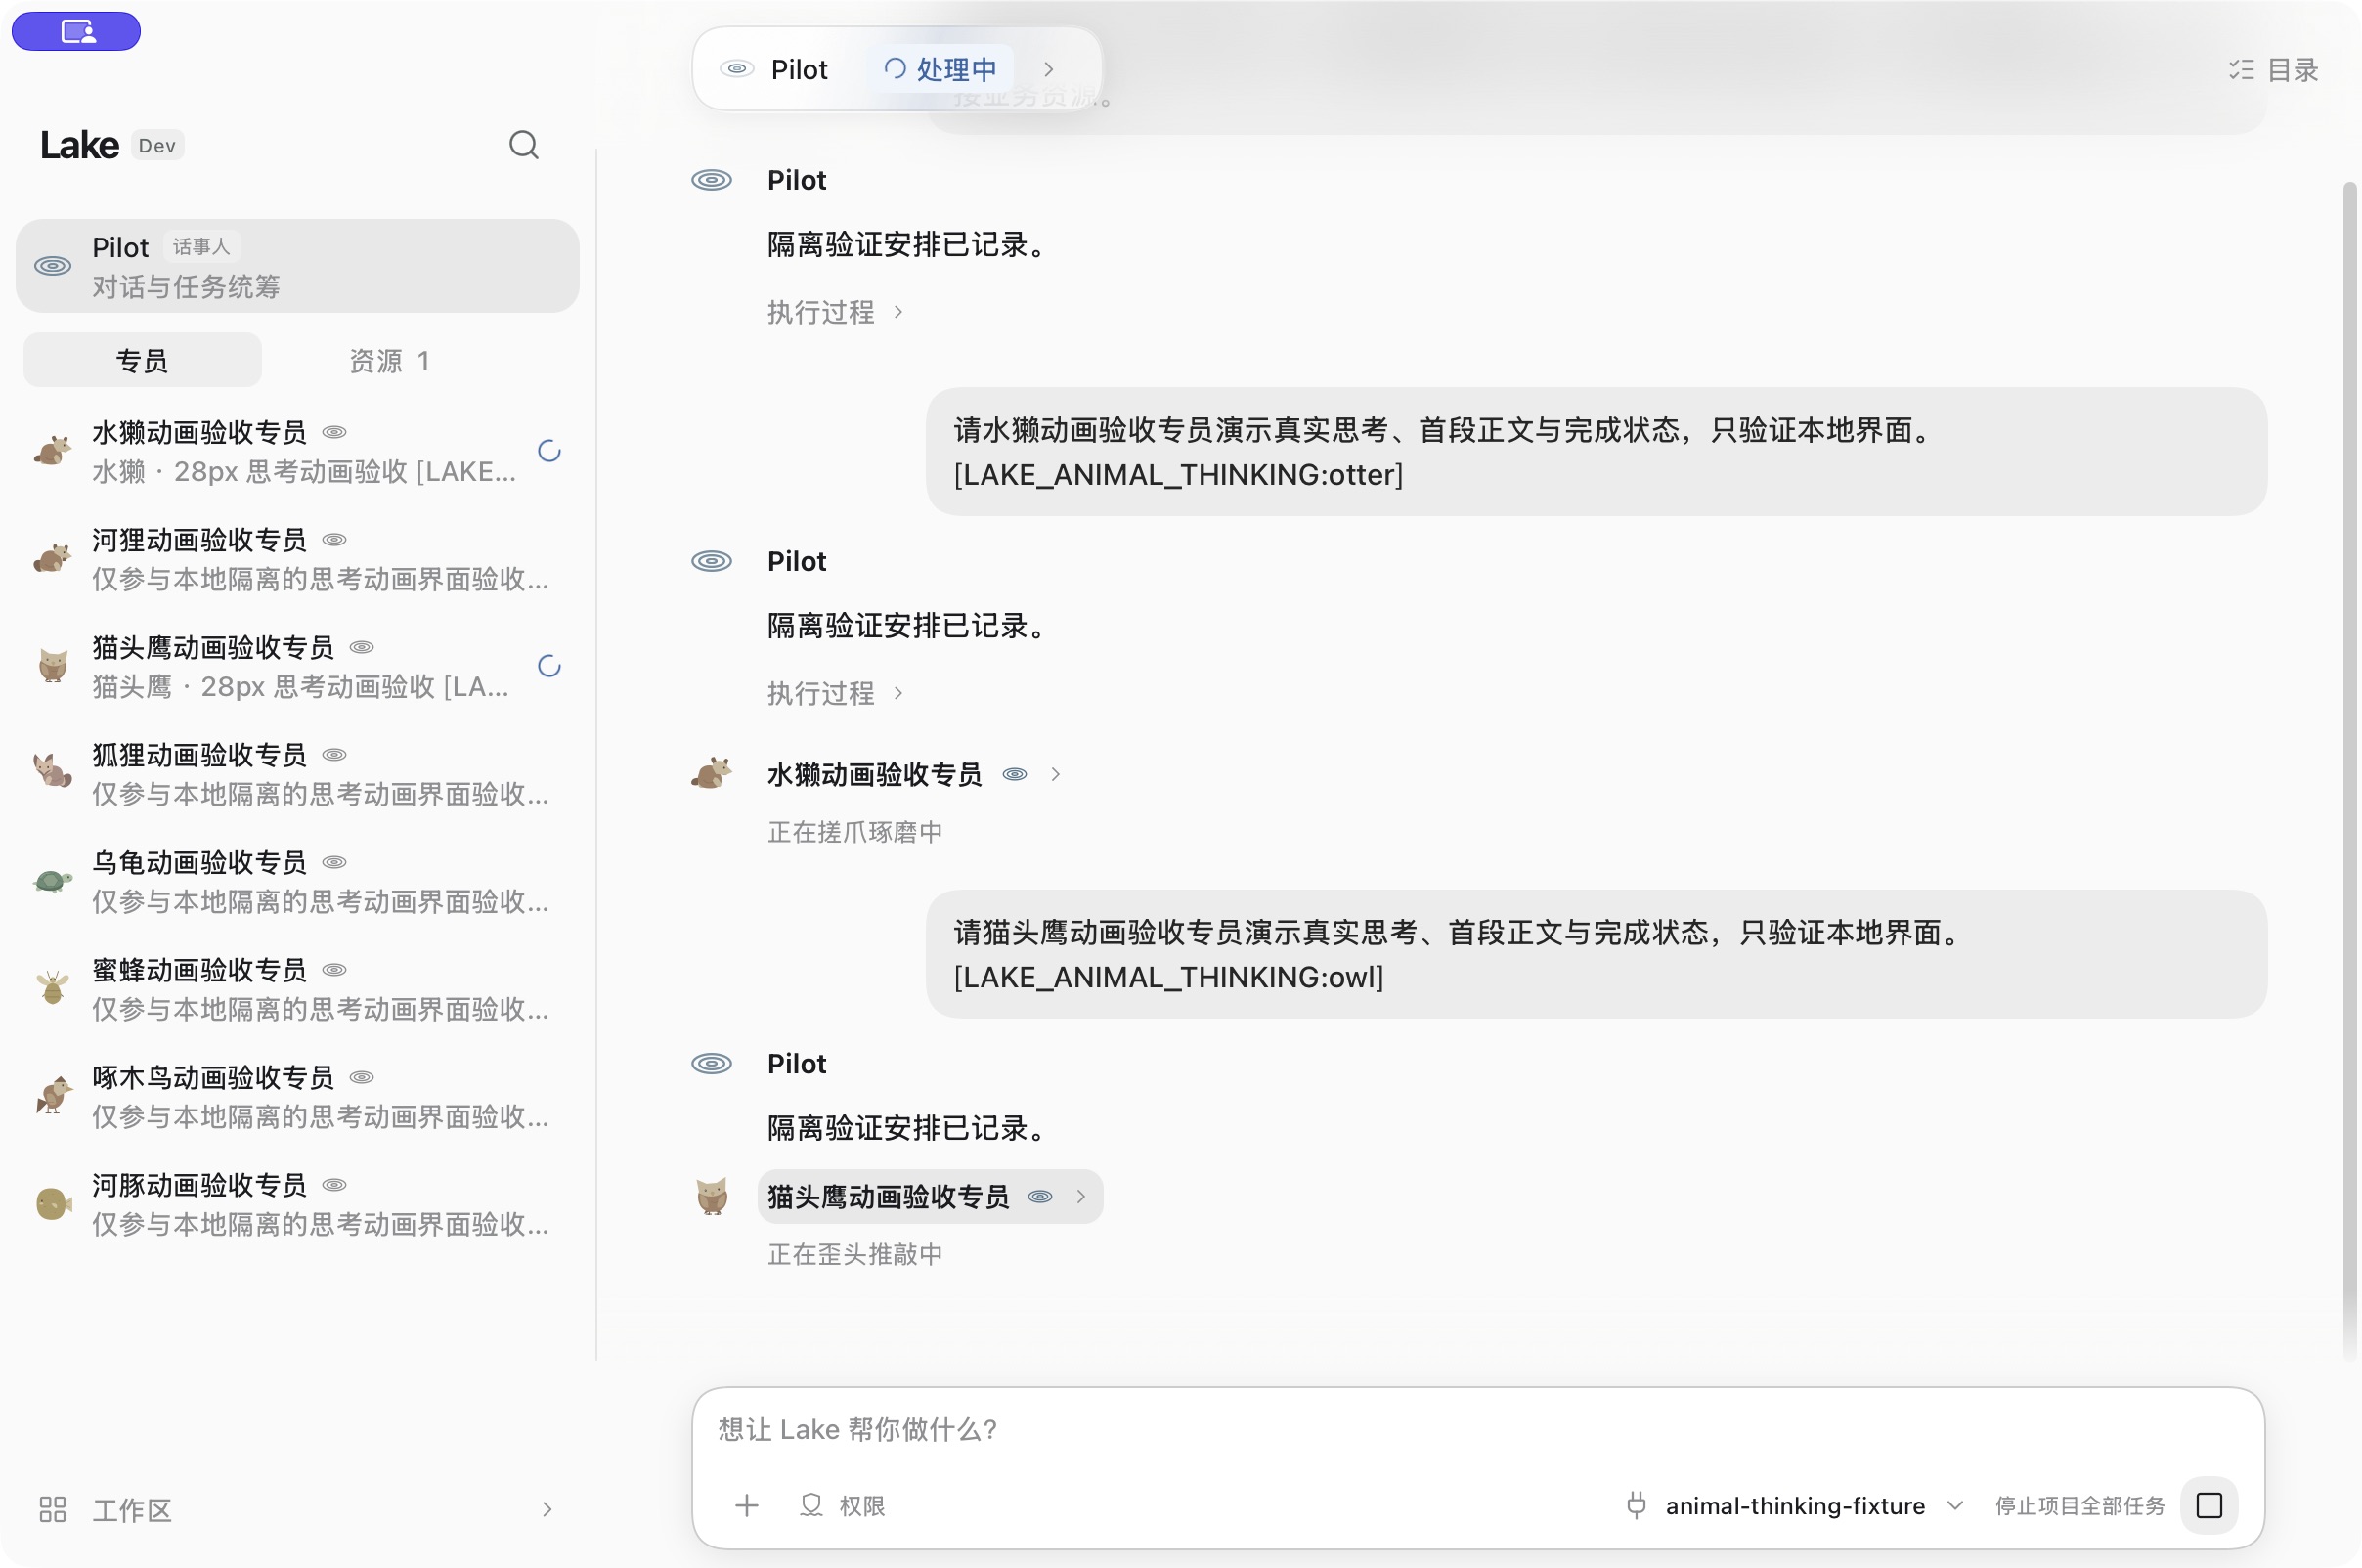 Lake Dev
Pilot 话事人
对话与任务统筹
专员
资源 1
水獭动画验收专员
水獭 · 28px 思考动画验收 [LAKE...
河狸动画验收专员
仅参与本地隔离的思考动画界面验收...
猫头鹰动画验收专员
猫头鹰 · 28px 思考动画验收 [LA...
狐狸动画验收专员
仅参与本地隔离的思考动画界面验收...
乌龟动画验收专员
仅参与本地隔离的思考动画界面验收...
蜜蜂动画验收专员
仅参与本地隔离的思考动画界面验收...
啄木鸟动画验收专员
仅参与本地隔离的思考动画界面验收...
河豚动画验收专员
仅参与本地隔离的思考动画界面验收...
工作区
Pilot 处理中
目录
接业务资源。
Pilot
隔离验证安排已记录。
执行过程
请水獭动画验收专员演示真实思考、首段正文与完成状态，只验证本地界面。
[LAKE_ANIMAL_THINKING:otter]
Pilot
隔离验证安排已记录。
执行过程
水獭动画验收专员
正在搓爪琢磨中
请猫头鹰动画验收专员演示真实思考、首段正文与完成状态，只验证本地界面。
[LAKE_ANIMAL_THINKING:owl]
Pilot
隔离验证安排已记录。
猫头鹰动画验收专员
正在歪头推敲中
想让 Lake 帮你做什么?
权限
animal-thinking-fixture
停止项目全部任务